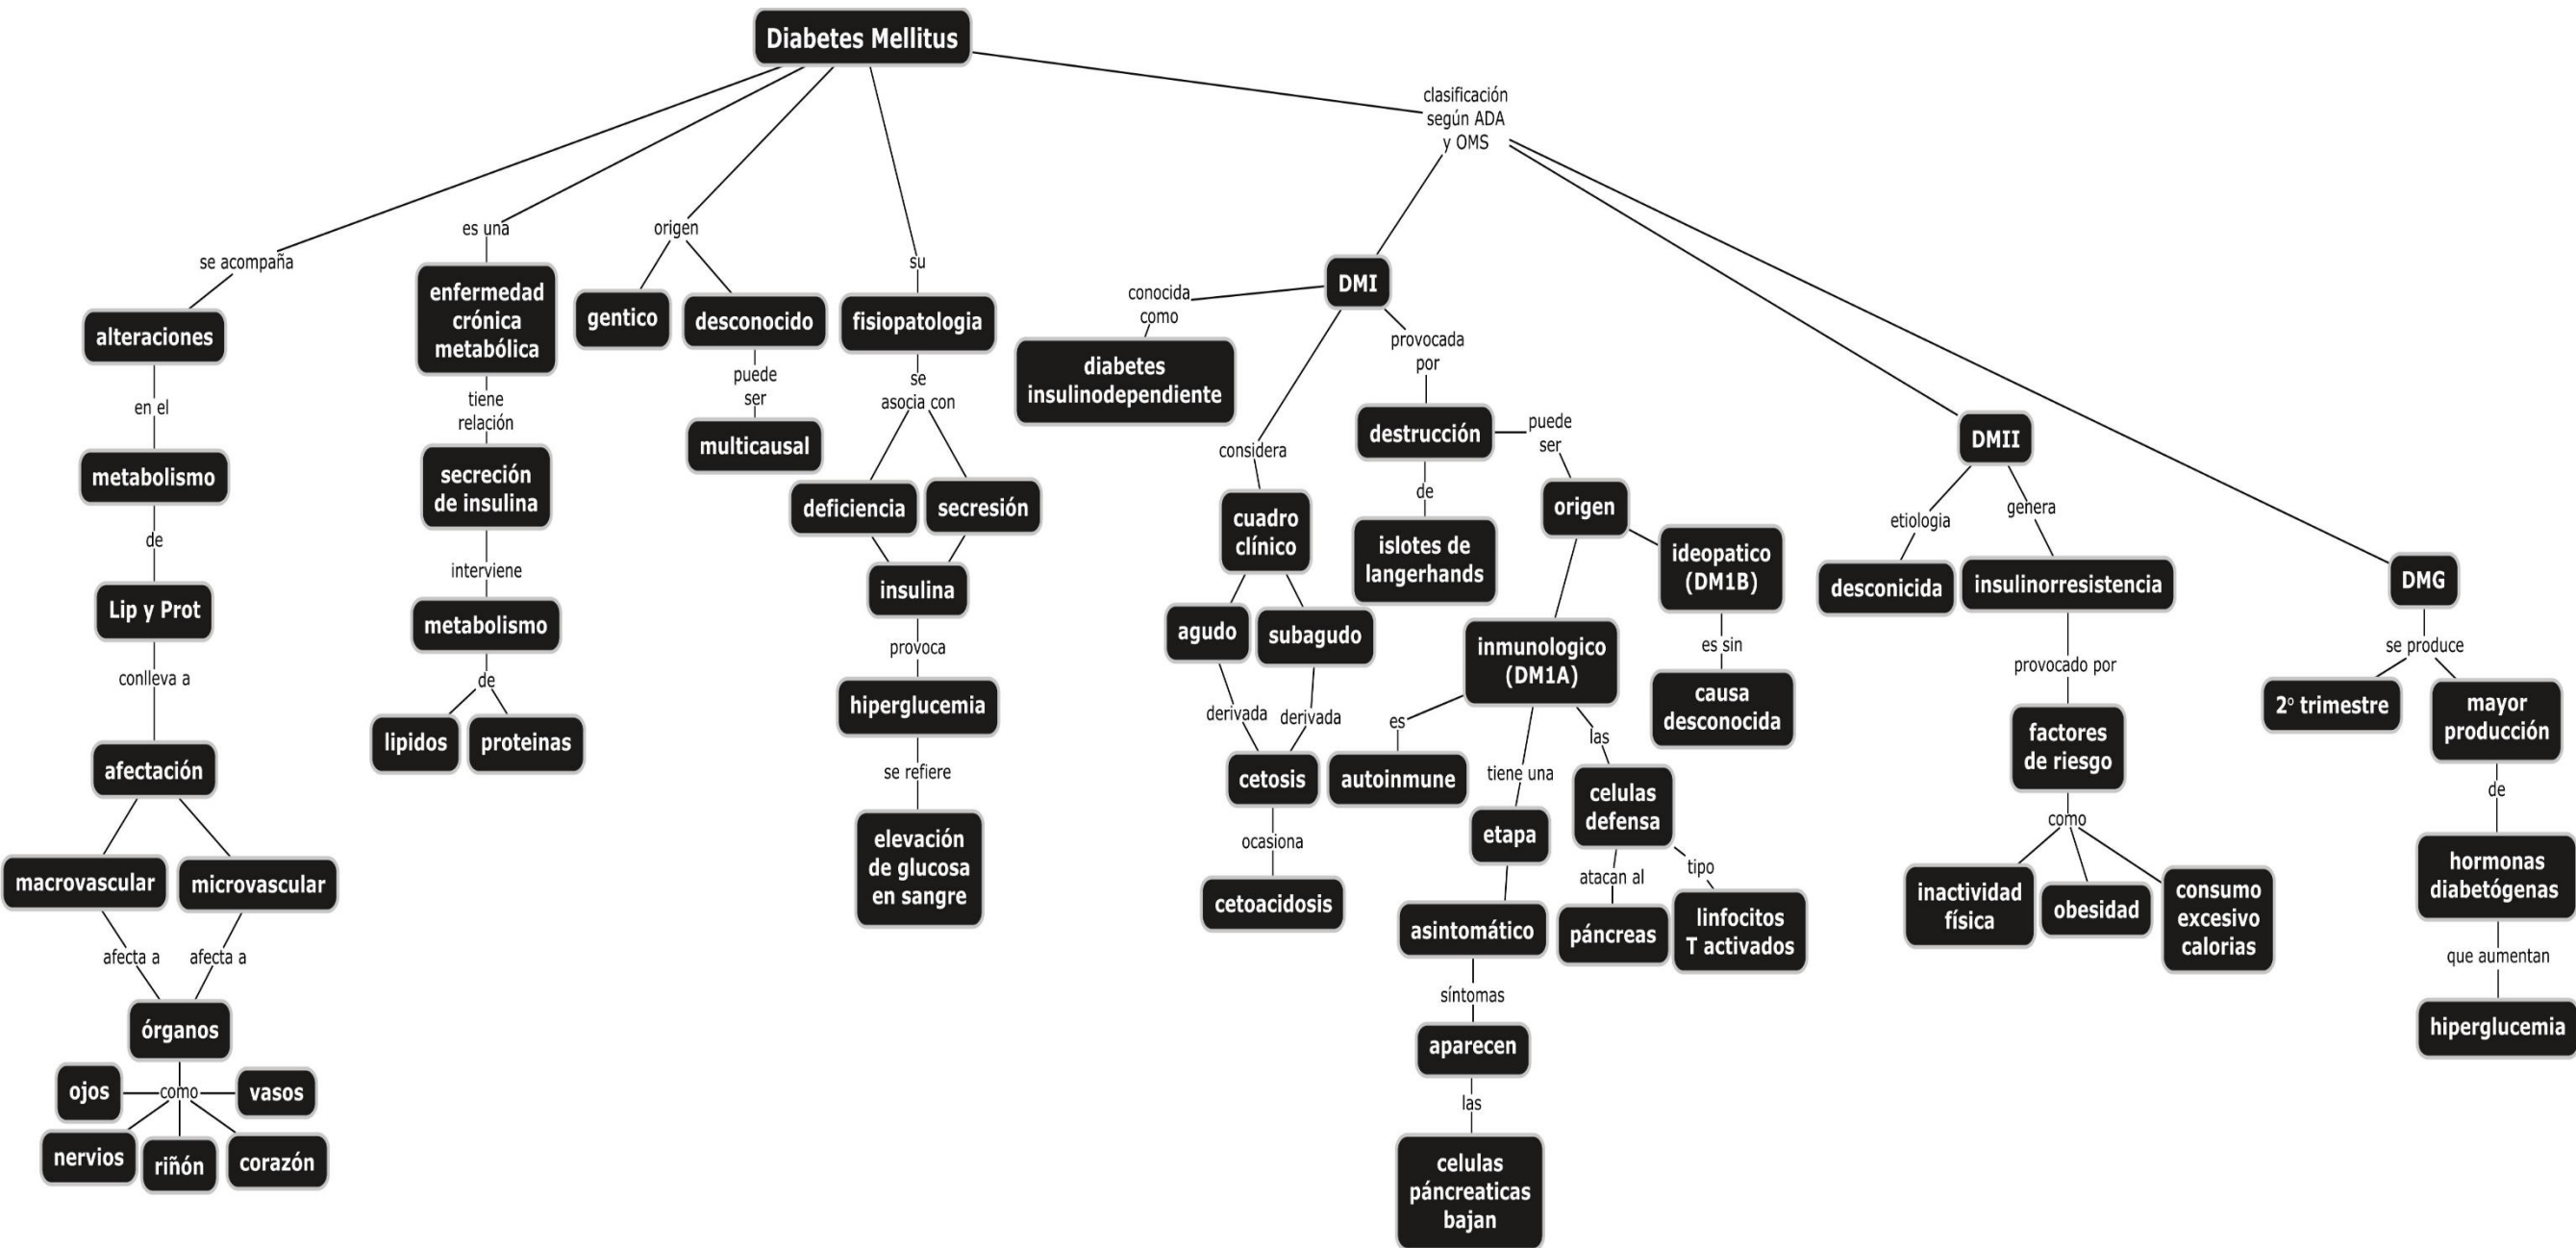 Diabetes Mellitus
clasificación
según ADA
y OMS
se acompaña
alteraciones
en el
metabolismo
de
Lip y Prot
conlleva a
afectación
macrovascular
microvascular
afecta a
afecta a
órganos
como
ojos
vasos
nervios
riñón
corazón
es una
enfermedad
crónica
metabólica
tiene
relación
secreción
de insulina
interviene
metabolismo
de
lipidos
proteinas
origen
gentico
desconocido
puede
ser
multicausal
su
fisiopatologia
se
asocia con
deficiencia
secresión
insulina
provoca
hiperglucemia
se refiere
elevación
de glucosa
en sangre
DMI
conocida
como
diabetes
insulinodependiente
considera
cuadro
clínico
agudo
subagudo
derivada
derivada
cetosis
ocasiona
cetoacidosis
provocada
por
destrucción
de
islotes de
langerhands
puede
ser
origen
ideopatico
(DM1B)
es sin
causa
desconocida
inmunologico
(DM1A)
es
autoinmune
tiene una
etapa
asintomático
síntomas
aparecen
las
celulas
páncreaticas
bajan
las
celulas
defensa
atacan al
páncreas
tipo
linfocitos
T activados
DMII
etiologia
desconicida
genera
insulinorresistencia
provocado por
factores
de riesgo
como
inactividad
física
obesidad
consumo
excesivo
calorias
DMG
se produce
2° trimestre
mayor
producción
de
hormonas
diabetógenas
que aumentan
hiperglucemia